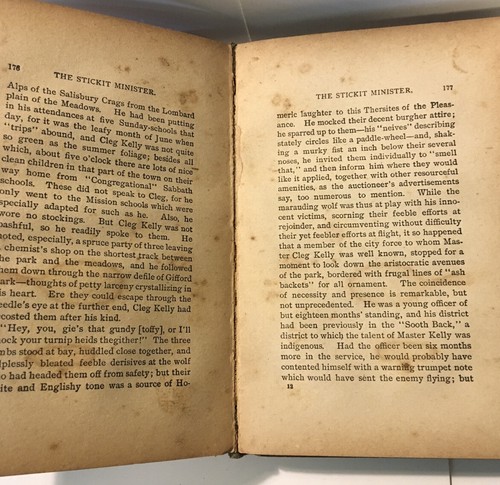 176
THE STICKIT MINISTER.
Alps of the Salisbury Crags from the Lombard
plain of the Meadows. He had been putting
in his attendances at five Sunday-schools that
day, for it was the leafy month of June when
"trips" abound, and Cleg Kelly was not quite
so green as the summer foliage; besides all
which, about five o'clock there are lots of nice
clean children in that part of the town on their
way home from "Congregational" Sabbath
schools. These did not speak to Cleg, for he
only went to the Mission schools which were
especially adapted for such as he. Also, he
wore no stockings. But Cleg Kelly was not
bashful, so he readily spoke to them. He
noted, especially, a spruce party of three leaving
a chemist's shop on the shortest track between
the park and the meadows, and he followed
them down through the narrow defile of Gifford
Park—thoughts of petty larceny crystallizing in
his heart. Ere they could escape through the
needle's eye at the further end, Cleg Kelly had
costed them after his kind.
"Hey, you, gie's that gundy [toffy], or I'll
nock your turnip heids thegither!" The three
mbs stood at bay, huddled close together, and
lplessly bleated feeble derisives at the wolf
o had headed them off from safety; but their
ite and Englishy tone was a source of Ho-
THE STICKIT MINISTER. 177
meric laughter to this Thersites of the Pleas-
ance. He mocked their decent burgher attire;
he sparred up to them—his "neives" describing
stately circles like a paddle-wheel—and, shak-
ing a murky fist an inch below their several
noses, he invited them individually to "smell
that," and then inform him where they would
like it applied, together with other resourceful
amenities, as the auctioneer's advertisements
say, too numerous to mention. While the
marauding wolf was thus at play with his inno-
cent victims, scorning their feeble efforts at
rejoinder, and circumventing without difficulty
their yet feebler efforts at flight, it so happened
that a member of the city force to whom Mas-
ter Cleg Kelly was well known, stopped for a
moment to look down the aristocratic avenues
of the park, bordered with frugal lines of "ash
backets" for all ornament. The coincidence
of necessity and presence is remarkable, but
not unprecedented. He was a young officer of
but eighteen months' standing, and his district
had been previously in the "Sooth Back," a
district to which the talent of Master Kelly was
indigenous. Had the officer been six months
more in the service, he would probably have
contented himself with a warning trumpet note
which would have sent the enemy flying; but
12